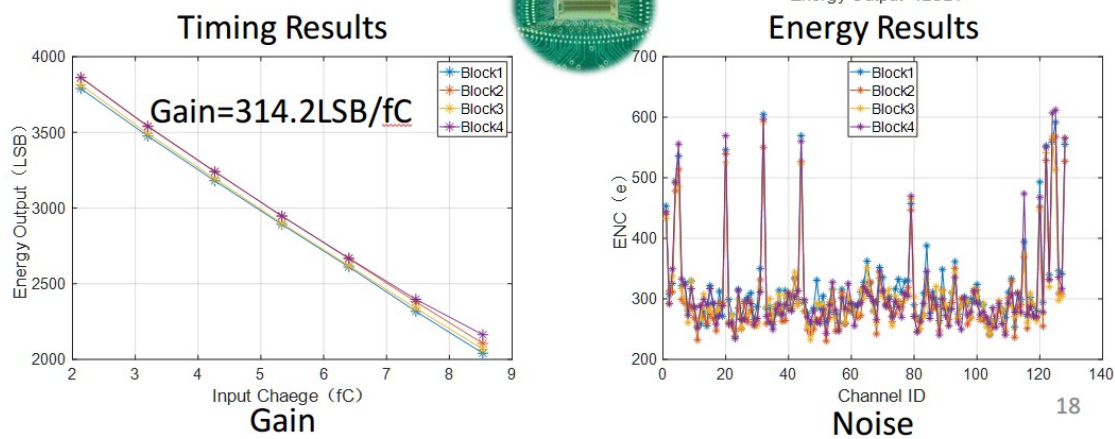 Timing Results
Energy Results
4000
3500
3000
2500
2000
Energy Output（LSB）
Gain=314.2LSB/fC
Block1
Block2
Block3
Block4
2 3 4 5 6 7 8 9
Input Chaege（fC）
Gain
700
600
500
400
300
200
ENC（e）
Block1
Block2
Block3
Block4
0 20 40 60 80 100 120 140
Channel ID
Noise
18